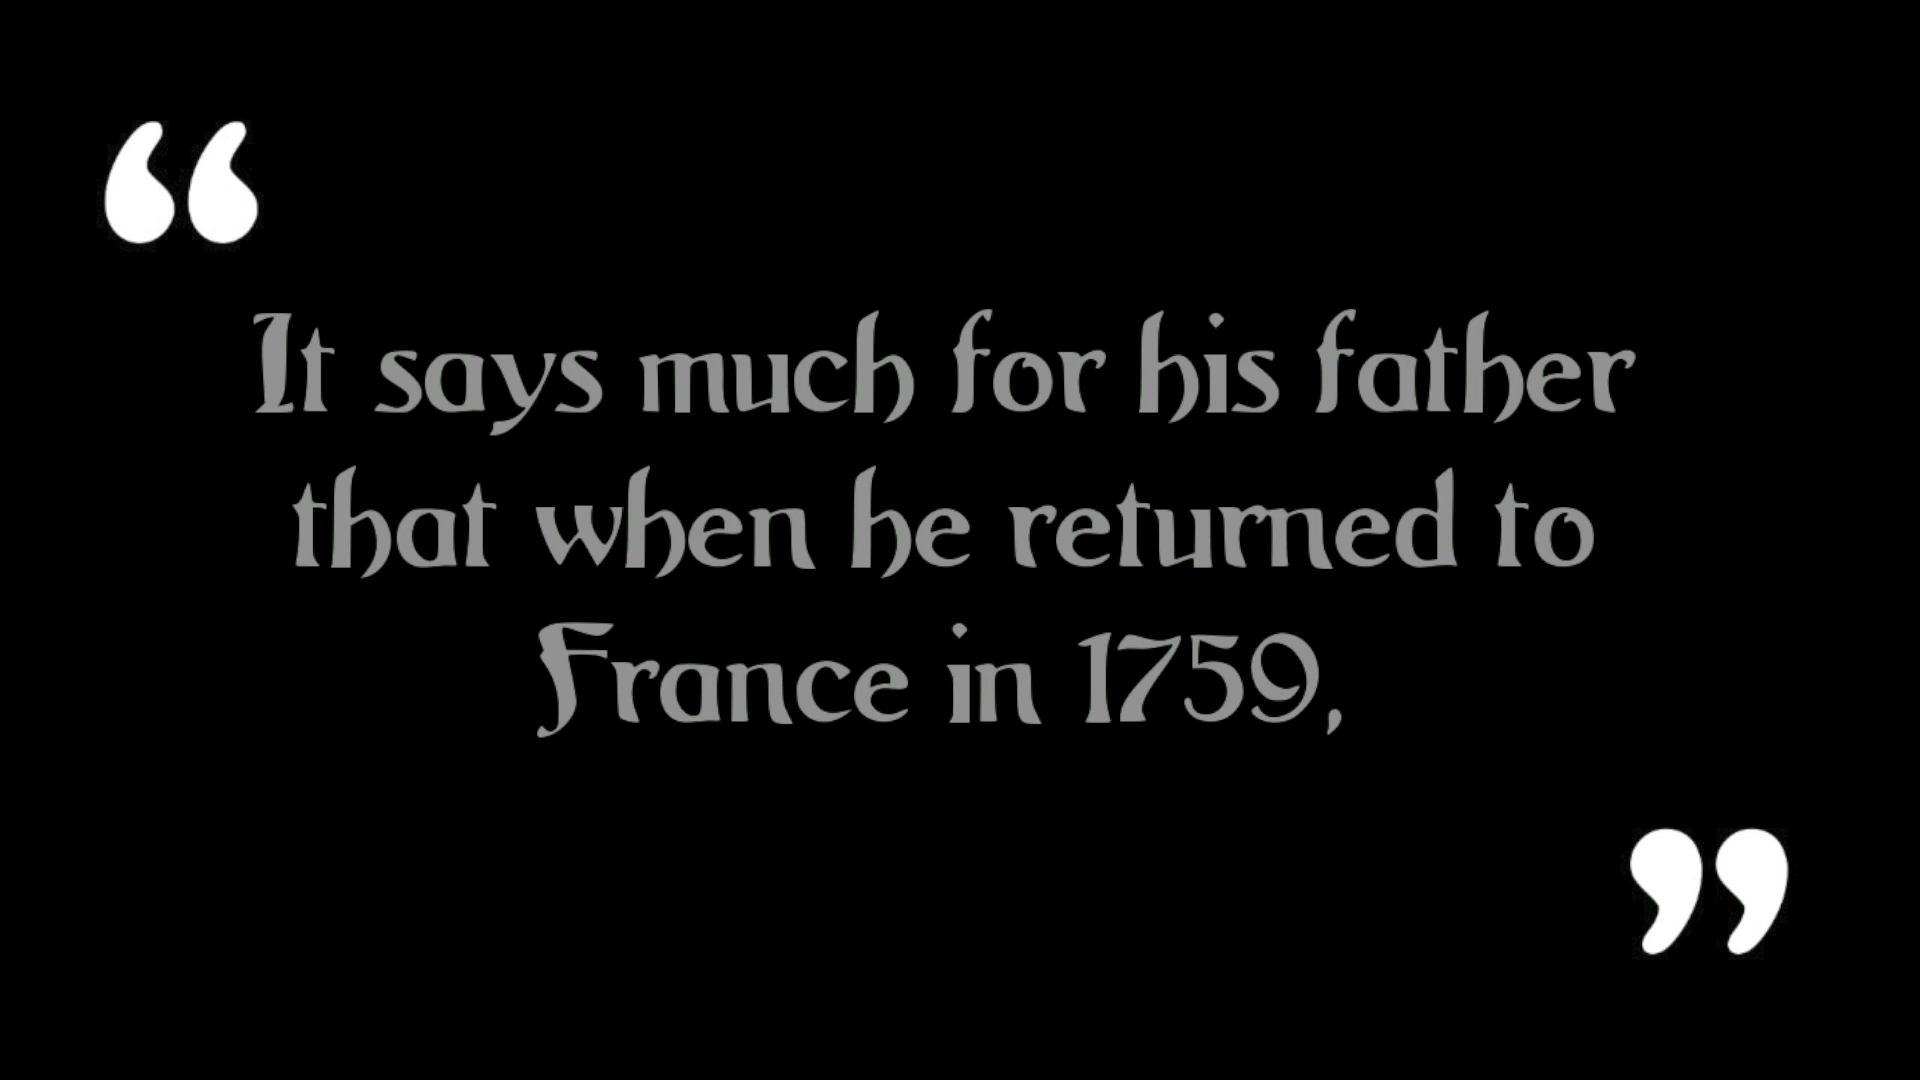 “
It says much for his father
that when he returned to
France in 1759,
”